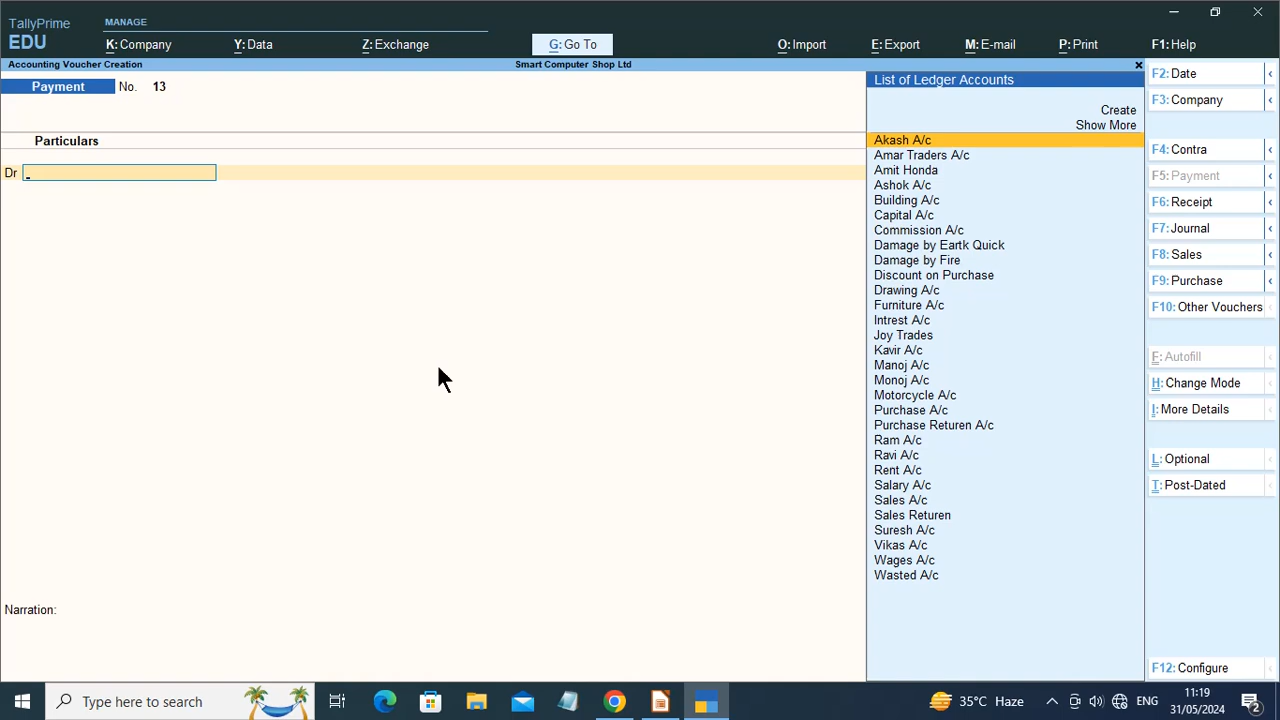 TallyPrime
EDU
MANAGE
K: Company
Y: Data
Z: Exchange
G: Go To
O: Import
E: Export
M: E-mail
P: Print
F1: Help
Accounting Voucher Creation
Smart Computer Shop Ltd
Payment No. 13
Particulars
Dr
Narration:
List of Ledger Accounts
Create
Show More
Akash A/c
Amar Traders A/c
Amit Honda
Ashok A/c
Building A/c
Capital A/c
Commission A/c
Damage by Eartk Quick
Damage by Fire
Discount on Purchase
Drawing A/c
Furniture A/c
Intrest A/c
Joy Trades
Kavir A/c
Manoj A/c
Monoj A/c
Motorcycle A/c
Purchase A/c
Purchase Returen A/c
Ram A/c
Ravi A/c
Rent A/c
Salary A/c
Sales A/c
Sales Returen
Suresh A/c
Vikas A/c
Wages A/c
Wasted A/c
F2: Date
F3: Company
F4: Contra
F5: Payment
F6: Receipt
F7: Journal
F8: Sales
F9: Purchase
F10: Other Vouchers
F: Autofill
H: Change Mode
I: More Details
L: Optional
T: Post-Dated
F12: Configure
Type here to search
35°C Haze
ENG
11:19
31/05/2024
2